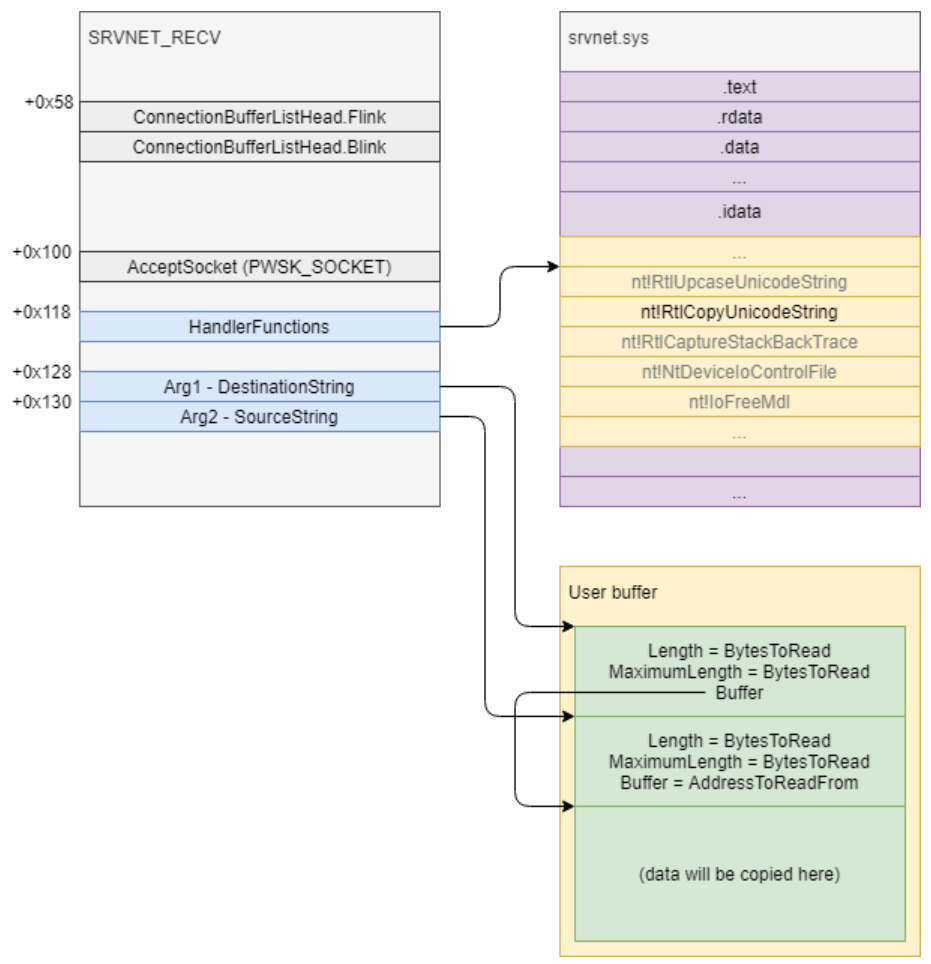 SRVNET_RECV
+0x58
ConnectionBufferListHead.Flink
ConnectionBufferListHead.Blink
+0x100
AcceptSocket (PWSK_SOCKET)
+0x118
HandlerFunctions
+0x128
Arg1 - DestinationString
+0x130
Arg2 - SourceString
srvnet.sys
.text
.rdata
.data
...
.idata
...
nt!RtlUpcaseUnicodeString
nt!RtlCopyUnicodeString
nt!RtlCaptureStackBackTrace
nt!NtDeviceIoControlFile
nt!IoFreeMdl
...
...
User buffer
Length = BytesToRead
MaximumLength = BytesToRead
Buffer
Length = BytesToRead
MaximumLength = BytesToRead
Buffer = AddressToReadFrom
(data will be copied here)